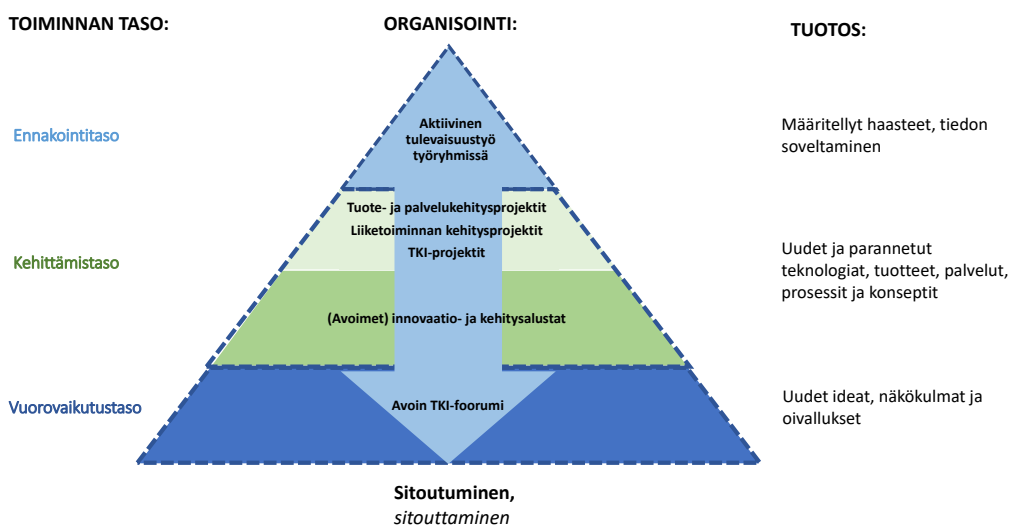 TOIMINNAN TASO:
ORGANISOINTI:
TUOTOS:
Ennakointitaso
Aktiivinen
tulevaisuustyö
työryhmissä
Määritellyt haasteet, tiedon
soveltaminen
Kehittämistaso
Tuote- ja palvelukehitysprojektit
Liiketoiminnan kehitysprojektit
TKI-projektit
(Avoimet) innovaatio- ja kehitysalustat
Uudet ja parannetut
teknologiat, tuotteet, palvelut,
prosessit ja konseptit
Vuorovaikutustaso
Avoin TKI-foorumi
Uudet ideat, näkökulmat ja
oivallukset
Sitoutuminen,
sitouttaminen